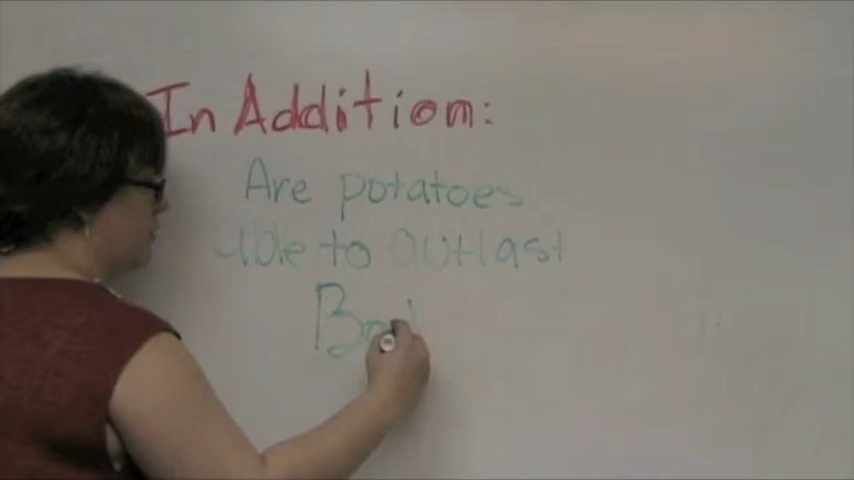 In Addition:
Are potatoes
able to Outlast